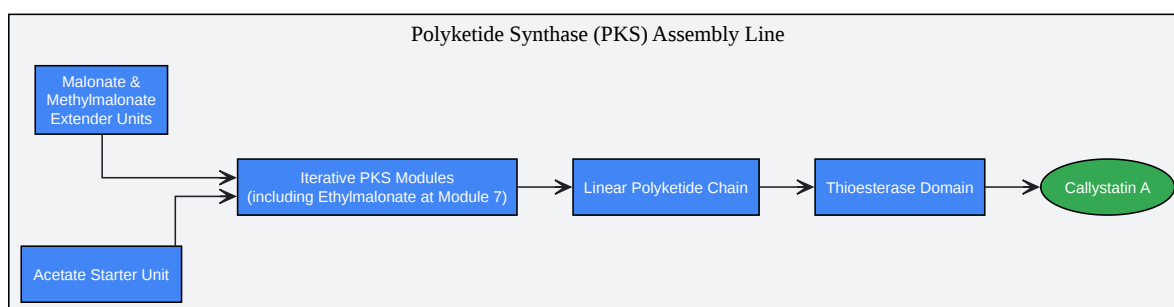 Polyketide Synthase (PKS) Assembly Line
Malonate &
Methylmalonate
Extender Units
Iterative PKS Modules
(including Ethylmalonate at Module 7)
Linear Polyketide Chain
Thioesterase Domain
Callystatin A
Acetate Starter Unit